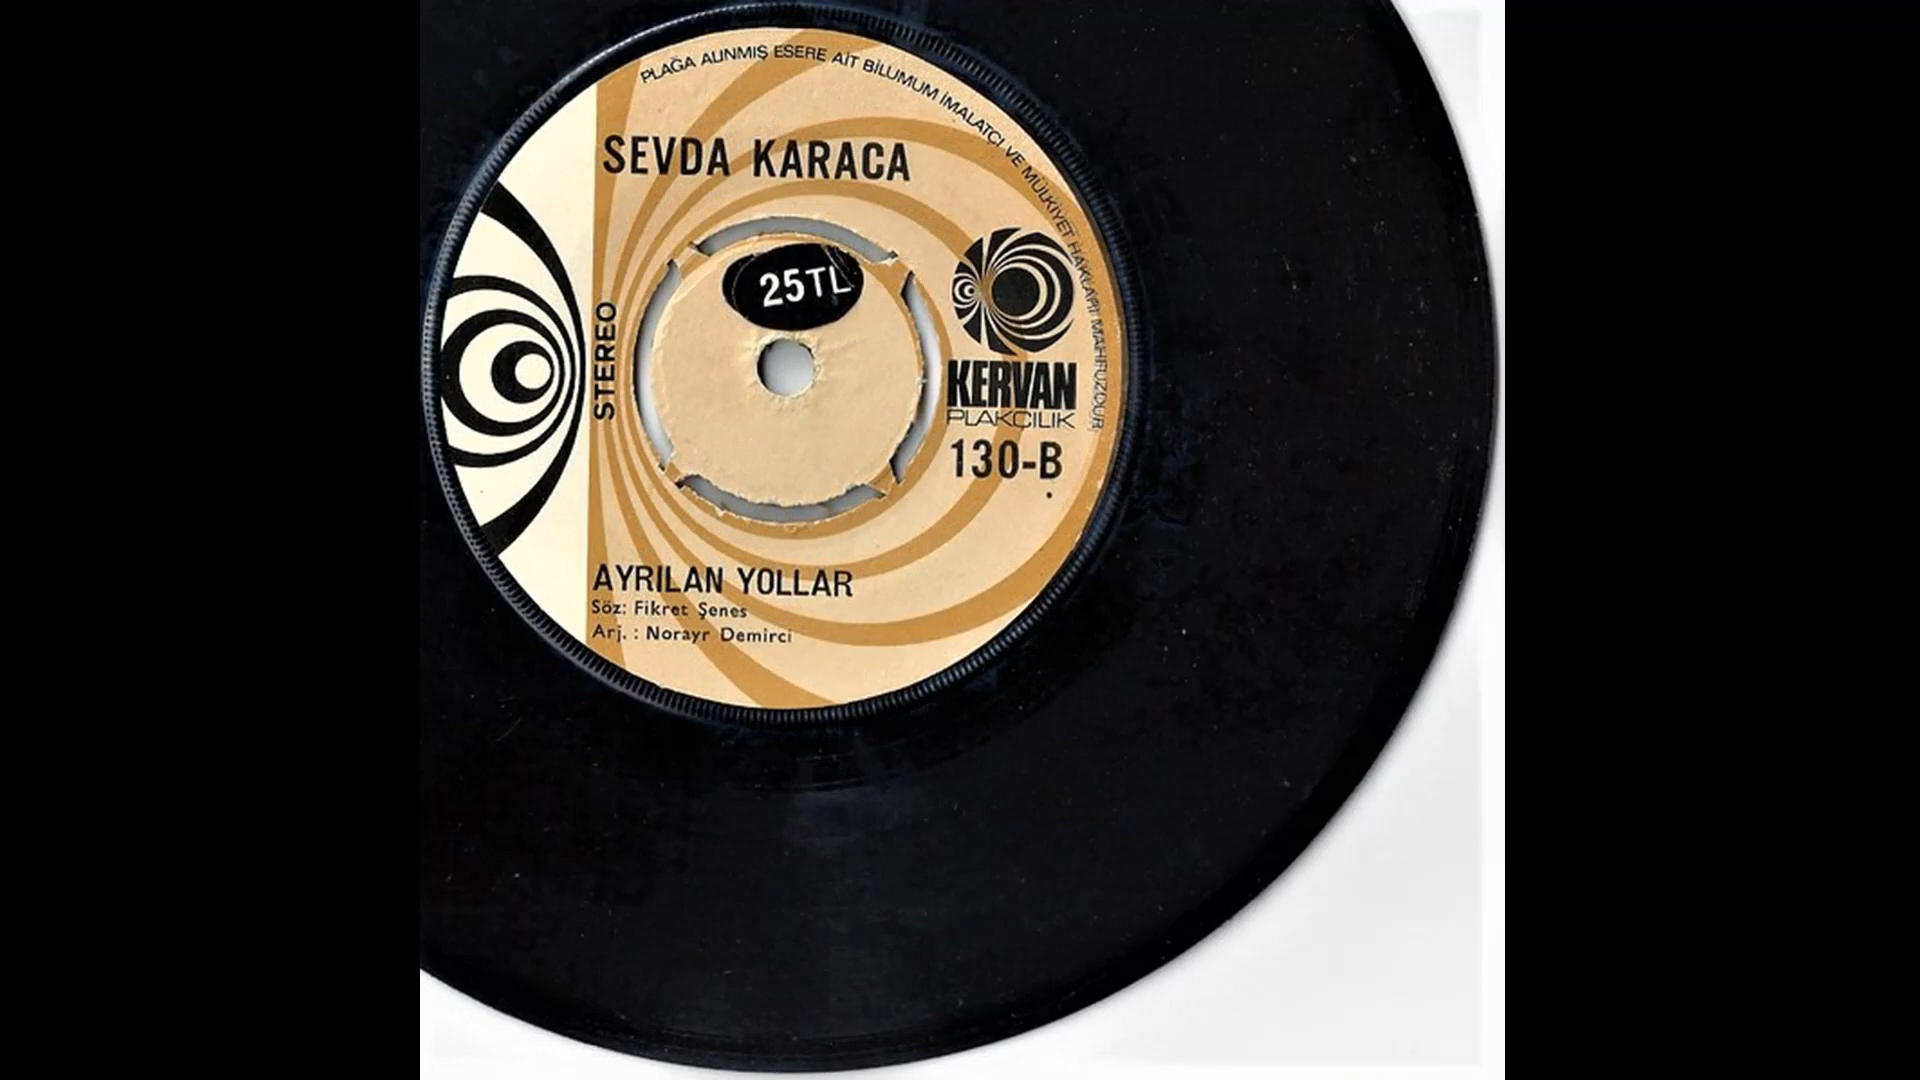 PLAĞA ALINMIŞ ESERE AİT BİLUMUM İMALATÇI VE MÜLKİYET HAKLARI MAHFUZDUR
SEVDA KARACA
25TL
STEREO
KERVAN
PLAKÇILIK
130-B
AYRILAN YOLLAR
Söz: Fikret Şenes
Arj. : Norayr Demirci